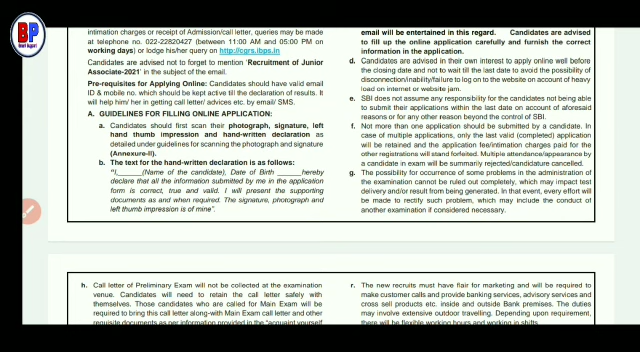 BP
intimation charges or receipt of Admission/call letter, queries may be made
at telephone no. 022-22820427 (between 11:00 AM and 05:00 PM on
working days) or lodge his/her query on http://cgrs.ibps.in
Candidates are advised not to forget to mention 'Recruitment of Junior
Associate-2021' in the subject of the email.
Pre-requisites for Applying Online: Candidates should have valid email
ID & mobile no. which should be kept active till the declaration of results. It
will help him/ her in getting call letter/ advices etc. by email/ SMS.
A. GUIDELINES FOR FILLING ONLINE APPLICATION:
a. Candidates should first scan their photograph, signature, left
hand thumb impression and hand-written declaration as
detailed under guidelines for scanning the photograph and signature
(Annexure-II).
b. The text for the hand-written declaration is as follows:
"I,______(Name of the candidate), Date of Birth ______hereby
declare that all the information submitted by me in the application
form is correct, true and valid. I will present the supporting
documents as and when required. The signature, photograph and
left thumb impression is of mine".
email will be entertained in this regard. Candidates are advised
to fill up the online application carefully and furnish the correct
information in the application.
d. Candidates are advised in their own interest to apply online well before
the closing date and not to wait till the last date to avoid the possibility of
disconnection/inability/failure to log on to the website on account of heavy
load on internet or website jam.
e. SBI does not assume any responsibility for the candidates not being able
to submit their applications within the last date on account of aforesaid
reasons or for any other reason beyond the control of SBI.
f. Not more than one application should be submitted by a candidate. In
case of multiple applications, only the last valid (completed) application
will be retained and the application fee/intimation charges paid for the
other registrations will stand forfeited. Multiple attendance/appearance by
a candidate in exam will be summarily rejected/candidature cancelled.
g. The possibility for occurrence of some problems in the administration of
the examination cannot be ruled out completely, which may impact test
delivery and/or result from being generated. In that event, every effort will
be made to rectify such problem, which may include the conduct of
another examination if considered necessary.
h. Call letter of Preliminary Exam will not be collected at the examination
venue. Candidates will need to retain the call letter safely with
themselves. Those candidates who are called for Main Exam will be
required to bring this call letter along-with Main Exam call letter and other
requisite documents as per information provided in the "acquaint yourself
r. The new recruits must have flair for marketing and will be required to
make customer calls and provide banking services, advisory services and
cross sell products etc. inside and outside Bank premises. The duties
may involve extensive outdoor travelling. Depending upon requirement,
there will be flexible working hours and working in shifts.